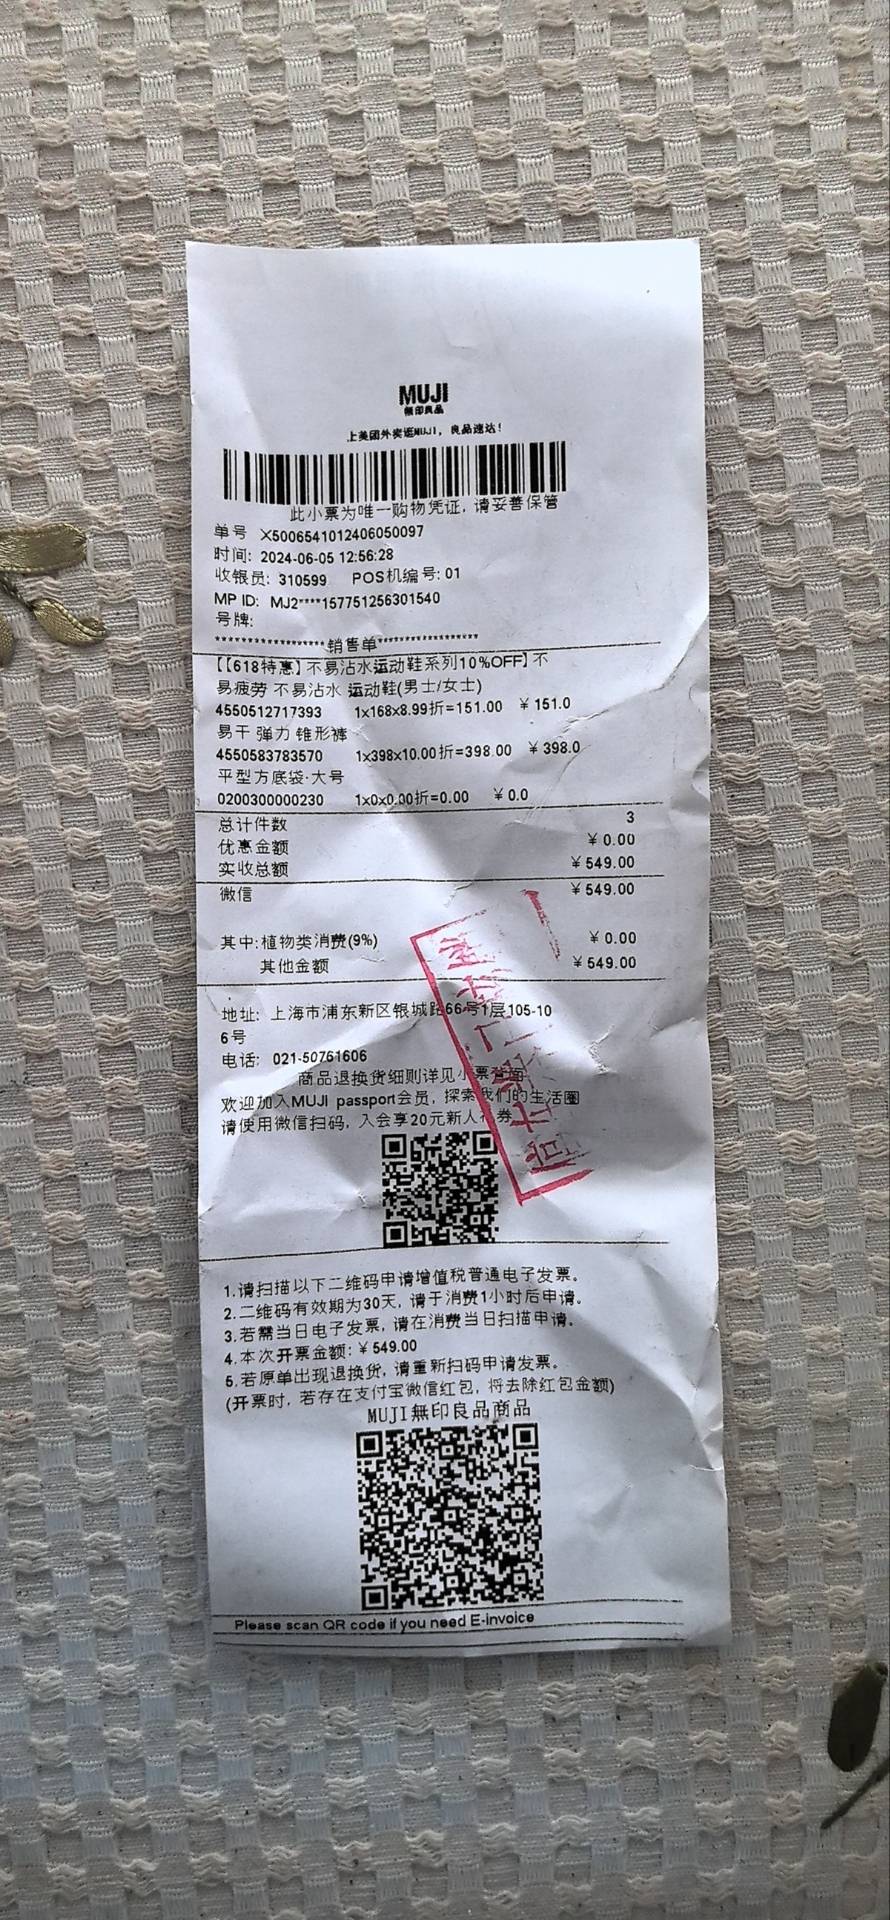 MUJI
無印良品
上美团外卖逛MUJI，良品速达！
此小票为唯一购物凭证，请妥善保管
单号 X5006541012406050097
时间: 2024-06-05 12:56:28
收银员: 310599 POS机编号: 01
MP ID: MJ2****157751256301540
号牌:
******************销售单******************
【[618特惠】不易沾水运动鞋系列10%OFF】不
易疲劳 不易沾水 运动鞋(男士/女士)
4550512717393 1x168x8.99折=151.00 ￥151.0
易干 弹力 锥形裤
4550583783570 1x398x10.00折=398.00 ￥398.0
平型方底袋·大号
0200300000230 1x0x0.00折=0.00 ￥0.0
总计件数 3
优惠金额 ￥0.00
实收总额 ￥549.00
微信 ￥549.00
其中:植物类消费(9%) ￥0.00
其他金额 ￥549.00
地址: 上海市浦东新区银城路66号1层105-10
6号
电话: 021-50761606
商品退换货细则详见小票背面
欢迎加入MUJI passport会员, 探索我们的生活圈
请使用微信扫码, 入会享20元新人礼券
1.请扫描以下二维码申请增值税普通电子发票。
2.二维码有效期为30天, 请于消费1小时后申请。
3.若需当日电子发票, 请在消费当日扫描申请。
4.本次开票金额: ￥549.00
5.若原单出现退换货, 请重新扫码申请发票。
(开票时, 若存在支付宝微信红包, 将去除红包金额)
MUJI無印良品商品
Please scan QR code if you need E-invoice